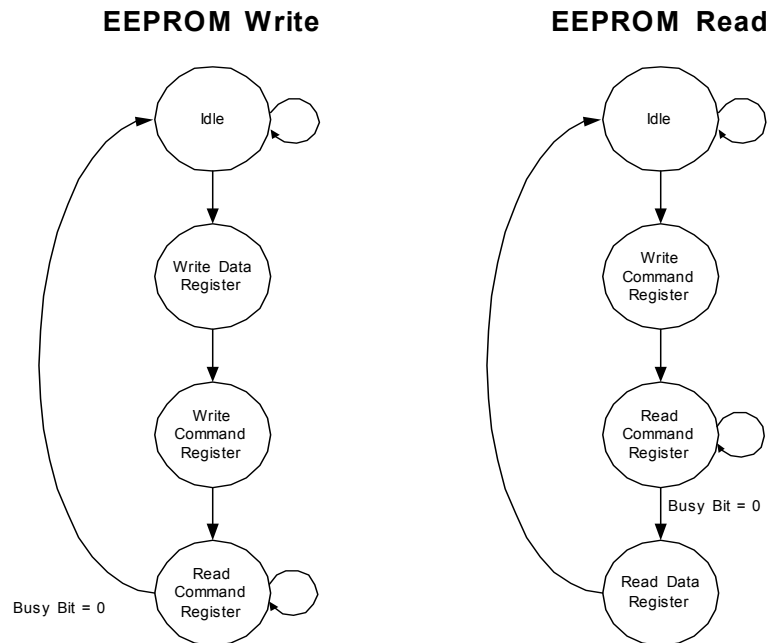 EEPROM Write
Idle
Write Data
Register
Write
Command
Register
Read
Command
Register
Busy Bit = 0
EEPROM Read
Idle
Write
Command
Register
Read
Command
Register
Busy Bit = 0
Read Data
Register